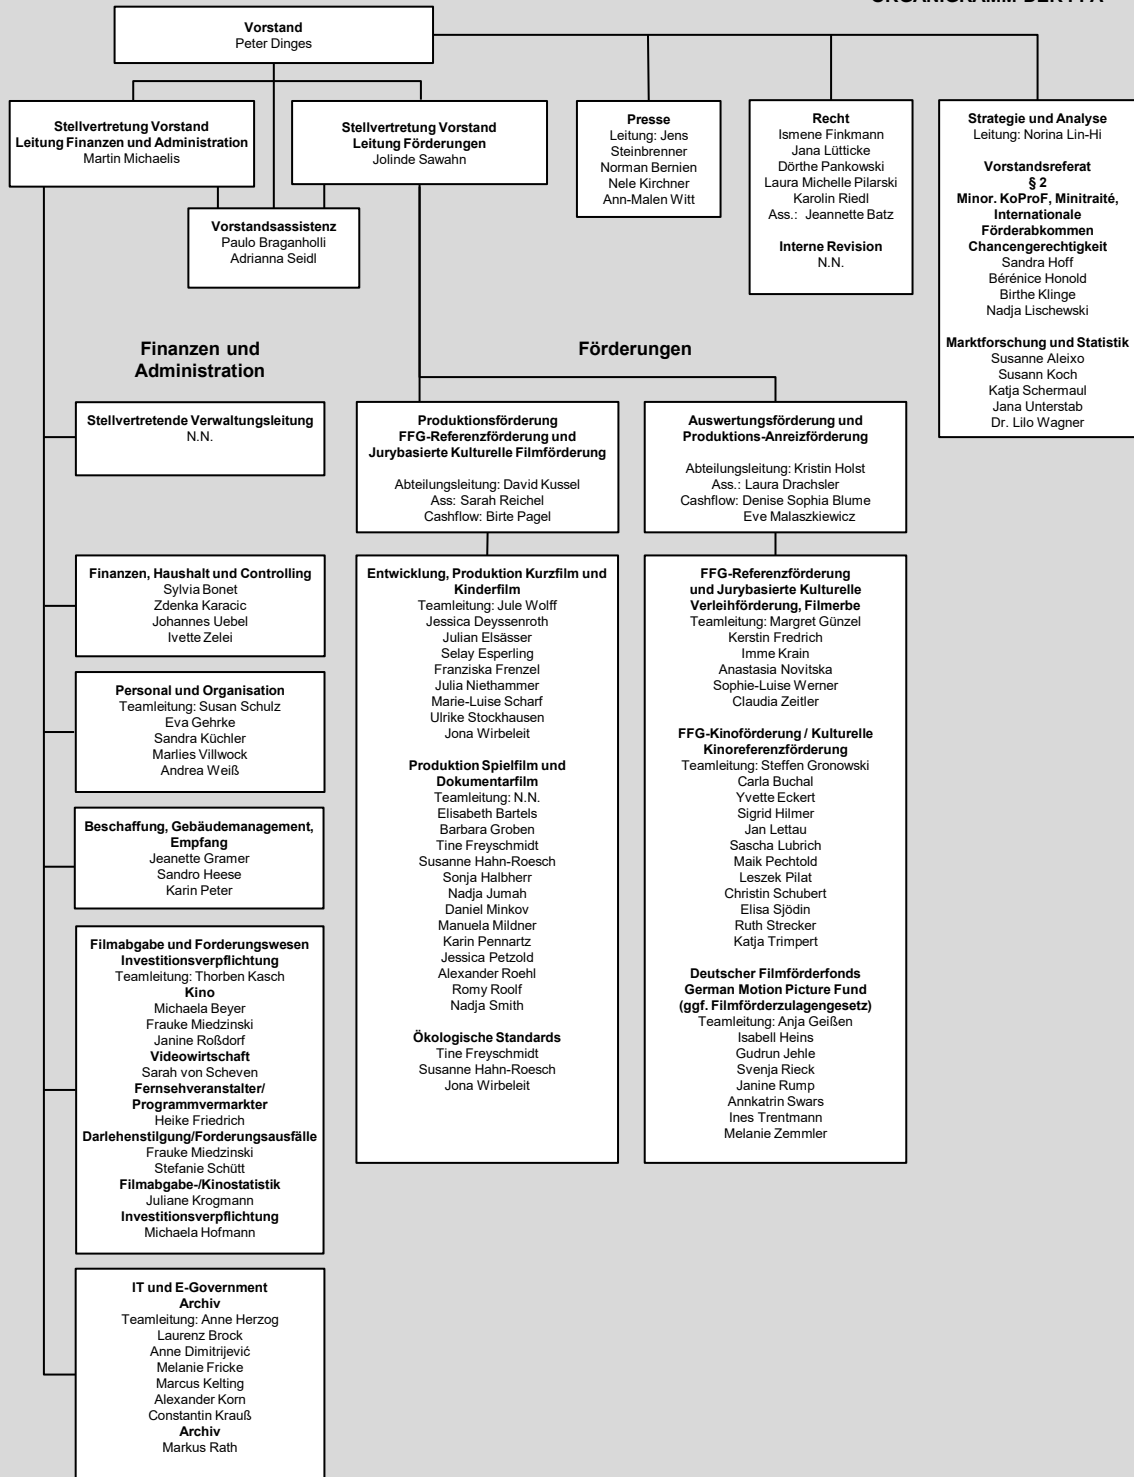 ORGANIGRAMM DER FFA
Vorstand
Peter Dinges
Stellvertretung Vorstand
Leitung Finanzen und Administration
Martin Michaelis
Stellvertretung Vorstand
Leitung Förderungen
Jolinde Sawahn
Presse
Leitung: Jens
Steinbrenner
Norman Bernien
Nele Kirchner
Ann-Malen Witt
Recht
Ismene Finkmann
Jana Lütticke
Dörthe Pankowski
Laura Michelle Pilarski
Karolin Riedl
Ass.: Jeannette Batz
Interne Revision
N.N.
Strategie und Analyse
Leitung: Norina Lin-Hi
Vorstandsreferat
§ 2
Minor. KoProF, Minitraité,
Internationale
Förderabkommen
Chancengerechtigkeit
Sandra Hoff
Bérénice Honold
Birthe Klinge
Nadja Lischewski
Marktforschung und Statistik
Susanne Aleixo
Susann Koch
Katja Schermaul
Jana Unterstab
Dr. Lilo Wagner
Vorstandsassistenz
Paulo Braganholli
Adrianna Seidl
Finanzen und
Administration
Stellvertretende Verwaltungsleitung
N.N.
Finanzen, Haushalt und Controlling
Sylvia Bonet
Zdenka Karacic
Johannes Uebel
Ivette Zelei
Personal und Organisation
Teamleitung: Susan Schulz
Eva Gehrke
Sandra Küchler
Marlies Villwock
Andrea Weiß
Beschaffung, Gebäudemanagement,
Empfang
Jeanette Gramer
Sandro Heese
Karin Peter
Filmabgabe und Forderungswesen
Investitionsverpflichtung
Teamleitung: Thorben Kasch
Kino
Michaela Beyer
Frauke Miedzinski
Janine Roßdorf
Videowirtschaft
Sarah von Scheven
Fernsehveranstalter/
Programmvermarkter
Heike Friedrich
Darlehenstilgung/Forderungsausfälle
Frauke Miedzinski
Stefanie Schütt
Filmabgabe-/Kinostatistik
Juliane Krogmann
Investitionsverpflichtung
Michaela Hofmann
IT und E-Government
Archiv
Teamleitung: Anne Herzog
Laurenz Brock
Anne Dimitrijević
Melanie Fricke
Marcus Kelting
Alexander Korn
Constantin Krauß
Archiv
Markus Rath
Förderungen
Produktionsförderung
FFG-Referenzförderung und
Jurybasierte Kulturelle Filmförderung
Abteilungsleitung: David Kussel
Ass: Sarah Reichel
Cashflow: Birte Pagel
Entwicklung, Produktion Kurzfilm und
Kinderfilm
Teamleitung: Jule Wolff
Jessica Deyssenroth
Julian Elsässer
Selay Esperling
Franziska Frenzel
Julia Niethammer
Marie-Luise Scharf
Ulrike Stockhausen
Jona Wirbeleit
Produktion Spielfilm und
Dokumentarfilm
Teamleitung: N.N.
Elisabeth Bartels
Barbara Groben
Tine Freyschmidt
Susanne Hahn-Roesch
Sonja Halbherr
Nadja Jumah
Daniel Minkov
Manuela Mildner
Karin Pennartz
Jessica Petzold
Alexander Roehl
Romy Roolf
Nadja Smith
Ökologische Standards
Tine Freyschmidt
Susanne Hahn-Roesch
Jona Wirbeleit
Auswertungsförderung und
Produktions-Anreizförderung
Abteilungsleitung: Kristin Holst
Ass.: Laura Drachsler
Cashflow: Denise Sophia Blume
Eve Malaszkiewicz
FFG-Referenzförderung
und Jurybasierte Kulturelle
Verleihförderung, Filmerbe
Teamleitung: Margret Günzel
Kerstin Fredrich
Imme Krain
Anastasia Novitska
Sophie-Luise Werner
Claudia Zeitler
FFG-Kinoförderung / Kulturelle
Kinoreferenzförderung
Teamleitung: Steffen Gronowski
Carla Buchal
Yvette Eckert
Sigrid Hilmer
Jan Lettau
Sascha Lubrich
Maik Pechtold
Leszek Pilat
Christin Schubert
Elisa Sjödin
Ruth Strecker
Katja Trimpert
Deutscher Filmförderfonds
German Motion Picture Fund
(ggf. Filmförderzulagengesetz)
Teamleitung: Anja Geißen
Isabell Heins
Gudrun Jehle
Svenja Rieck
Janine Rump
Annkatrin Swars
Ines Trentmann
Melanie Zemmler